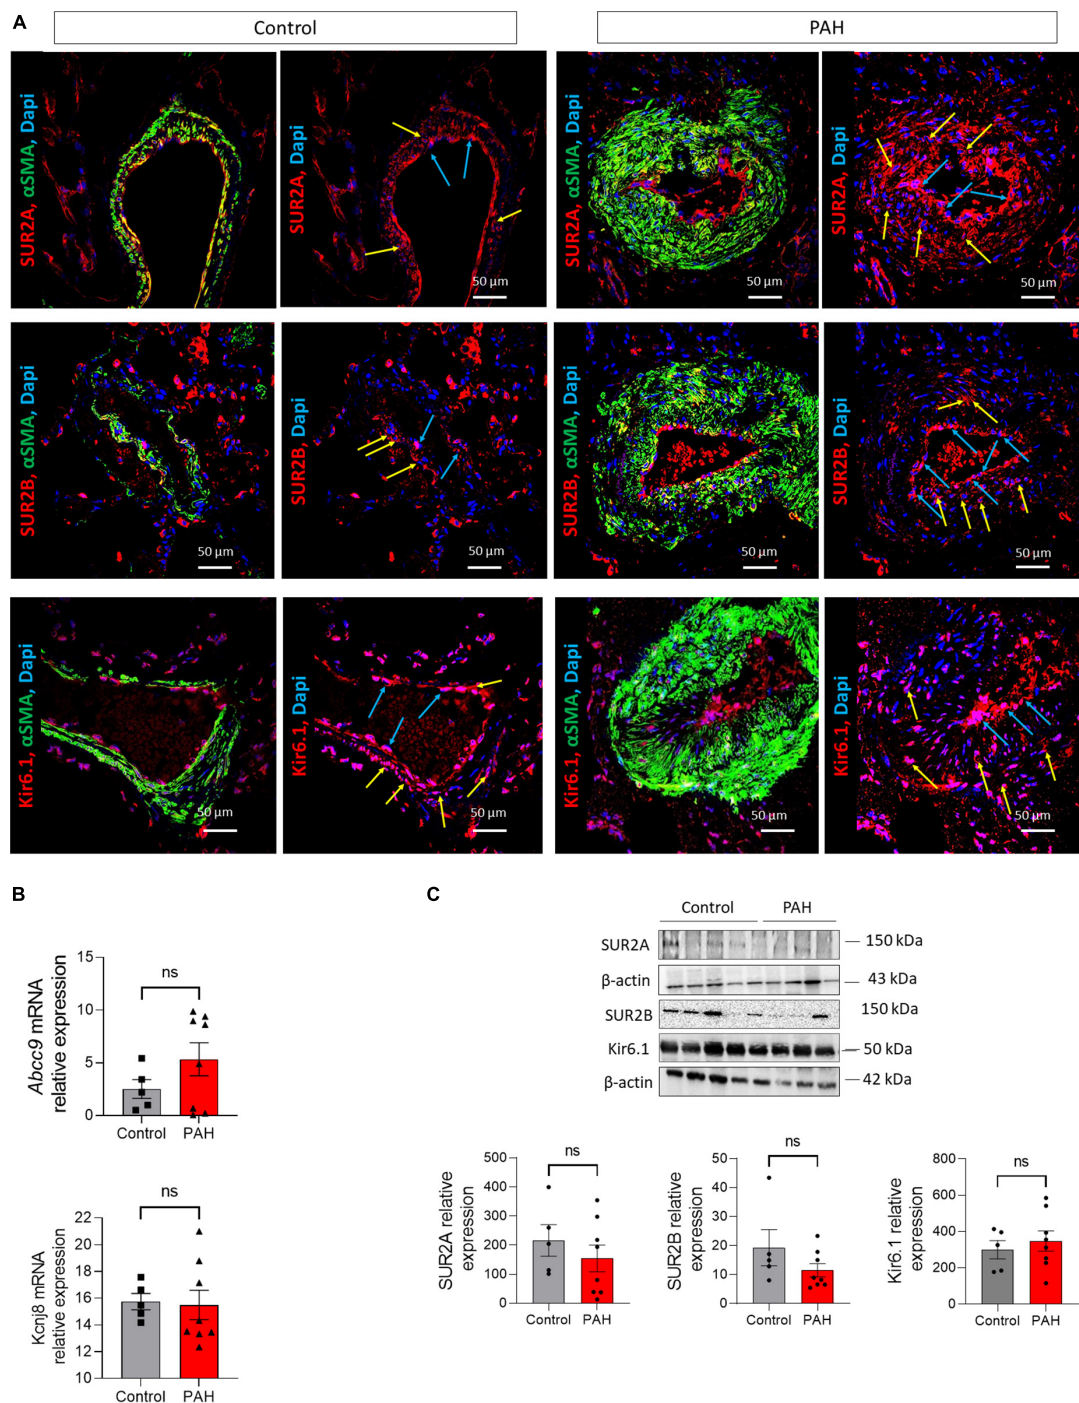 A
Control
PAH
SUR2A, αSMA, Dapi
SUR2A, Dapi
50 µm
SUR2A, αSMA, Dapi
50 µm
SUR2A, Dapi
50 µm
SUR2B, αSMA, Dapi
50 µm
SUR2B, Dapi
50 µm
SUR2B, αSMA, Dapi
50 µm
SUR2B, Dapi
50 µm
Kir6.1, αSMA, Dapi
50 µm
Kir6.1, Dapi
50 µm
Kir6.1, αSMA, Dapi
50 µm
Kir6.1, Dapi
50 µm
B
Abcc9 mRNA
relative expression
15
10
5
0
ns
Control
PAH
Kcnj8 mRNA
relative expression
22
20
18
16
14
12
10
ns
Control
PAH
C
Control
PAH
SUR2A
150 kDa
β-actin
43 kDa
SUR2B
150 kDa
Kir6.1
50 kDa
β-actin
42 kDa
SUR2A relative
expression
500
400
300
200
100
0
ns
Control
PAH
SUR2B relative
expression
50
40
30
20
10
0
ns
Control
PAH
Kir6.1 relative
expression
800
600
400
200
0
ns
Control
PAH